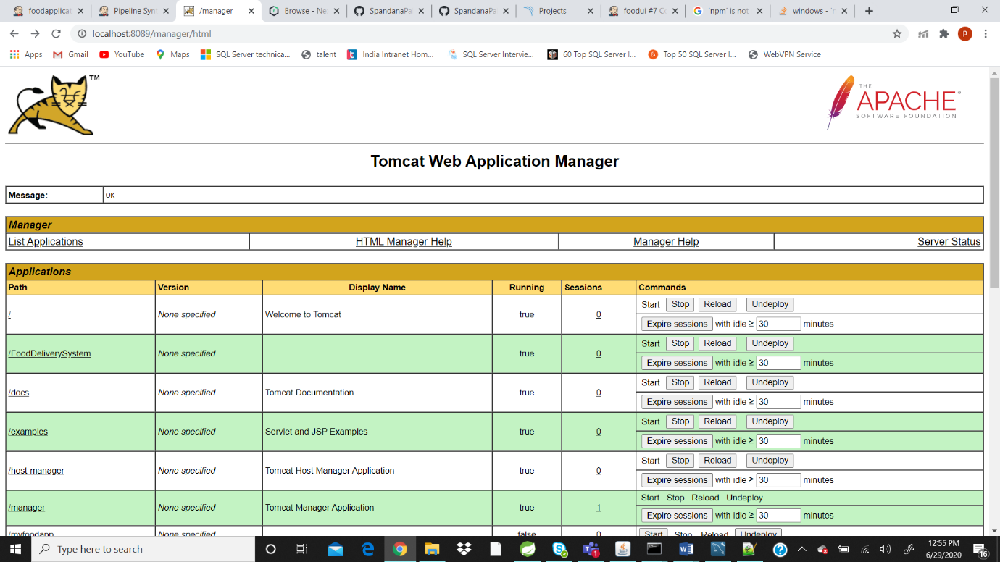 foodapplicat
Pipeline Synt
/manager
Browse - Ne
SpandanaPa
SpandanaPa
Projects
foodui #7 Co
'npm' is not
windows - 'n
localhost:8089/manager/html
P
Apps
Gmail
YouTube
Maps
SQL Server technica...
talent
India Intranet Hom...
SQL Server Intervie...
60 Top SQL Server I...
Top 50 SQL Server I...
WebVPN Service
TM
THE
APACHE®
SOFTWARE FOUNDATION
Tomcat Web Application Manager
Message: OK
Manager
List Applications HTML Manager Help Manager Help Server Status
Applications
Path Version Display Name Running Sessions Commands
/ None specified Welcome to Tomcat true 0 Start Stop Reload Undeploy
Expire sessions with idle ≥ 30 minutes
/FoodDeliverySystem None specified true 0 Start Stop Reload Undeploy
Expire sessions with idle ≥ 30 minutes
/docs None specified Tomcat Documentation true 0 Start Stop Reload Undeploy
Expire sessions with idle ≥ 30 minutes
/examples None specified Servlet and JSP Examples true 0 Start Stop Reload Undeploy
Expire sessions with idle ≥ 30 minutes
/host-manager None specified Tomcat Host Manager Application true 0 Start Stop Reload Undeploy
Expire sessions with idle ≥ 30 minutes
/manager None specified Tomcat Manager Application true 1 Start Stop Reload Undeploy
Expire sessions with idle ≥ 30 minutes
/myfoodapp None specified false 0 Start Stop Reload Undeploy
Type here to search
12:55 PM
6/29/2020
16